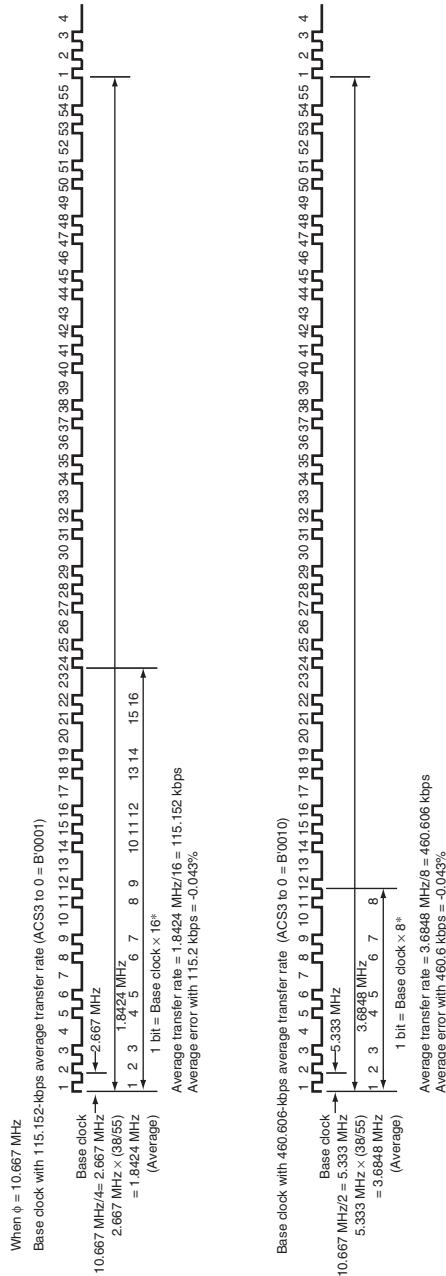 When ϕ = 10.667 MHz
Base clock with 115.152-kbps average transfer rate (ACS3 to 0 = B'0001)
1 2 3 4 5 6 7 8 9 10 11 12 13 14 15 16 17 18 19 20 21 22 23 24 25 26 27 28 29 30 31 32 33 34 35 36 37 38 39 40 41 42 43 44 45 46 47 48 49 50 51 52 53 54 55 1 2 3 4
Base clock
10.667 MHz/4= 2.667 MHz
2.667 MHz
2.667 MHz × (38/55)
= 1.8424 MHz
(Average)
1.8424 MHz
1 2 3 4 5 6 7 8 9 10 11 12 13 14 15 16
1 bit = Base clock × 16*
Average transfer rate = 1.8424 MHz/16 = 115.152 kbps
Average error with 115.2 kbps = -0.043%
Base clock with 460.606-kbps average transfer rate (ACS3 to 0 = B'0010)
1 2 3 4 5 6 7 8 9 10 11 12 13 14 15 16 17 18 19 20 21 22 23 24 25 26 27 28 29 30 31 32 33 34 35 36 37 38 39 40 41 42 43 44 45 46 47 48 49 50 51 52 53 54 55 1 2 3 4
Base clock
10.667 MHz/2 = 5.333 MHz
5.333 MHz
5.333 MHz × (38/55)
= 3.6848 MHz
(Average)
3.6848 MHz
1 2 3 4 5 6 7 8
1 bit = Base clock × 8*
Average transfer rate = 3.6848 MHz/8 = 460.606 kbps
Average error with 460.6 kbps = -0.043%